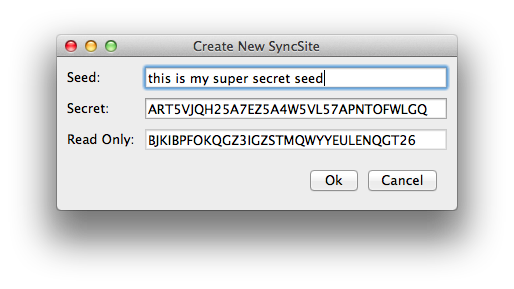 Create New SyncSite
Seed: this is my super secret seed
Secret: ART5VJQH25A7EZ5A4W5VL57APNTOFWLGQ
Read Only: BJKIBPFOKQGZ3IGZSTMQWYYEULENQGT26
Ok Cancel